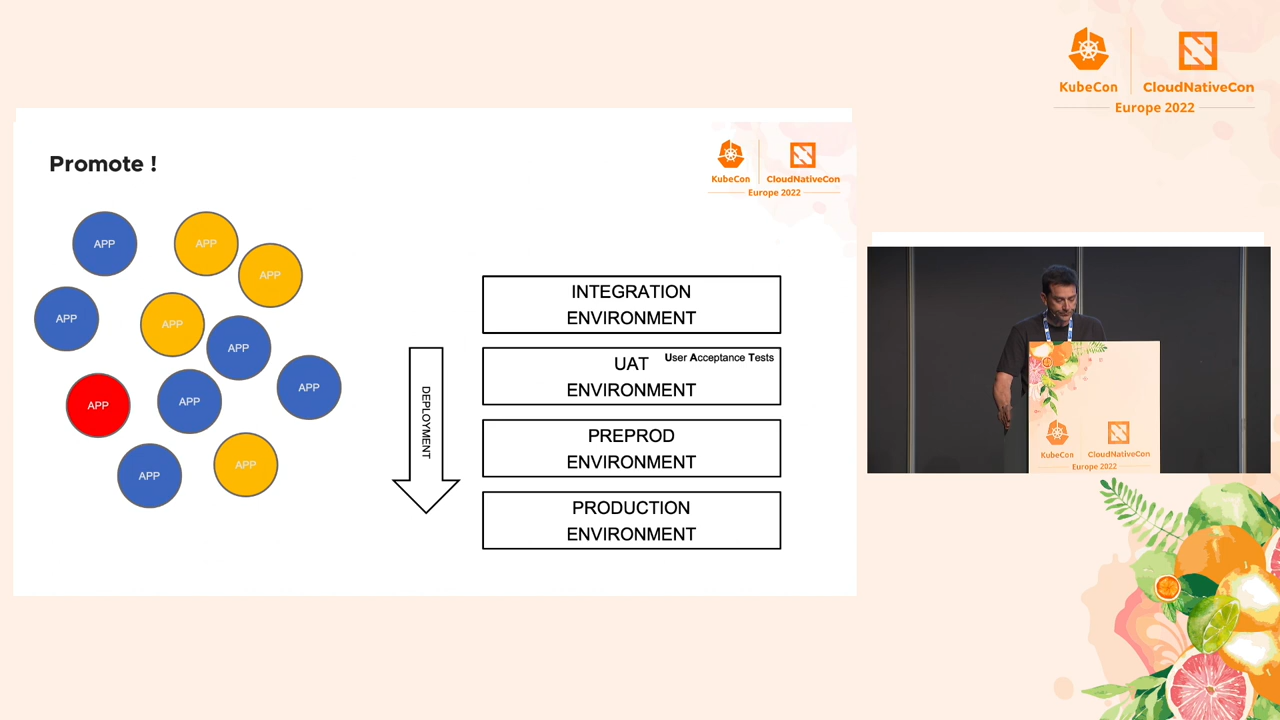 KubeCon
CloudNativeCon
Europe 2022
Promote !
KubeCon
CloudNativeCon
Europe 2022
APP
APP
APP
APP
APP
APP
APP
APP
APP
APP
APP
DEPLOYMENT
INTEGRATION
ENVIRONMENT
UAT
User Acceptance Tests
ENVIRONMENT
PREPROD
ENVIRONMENT
PRODUCTION
ENVIRONMENT
KubeCon
CloudNativeCon
Europe 2022